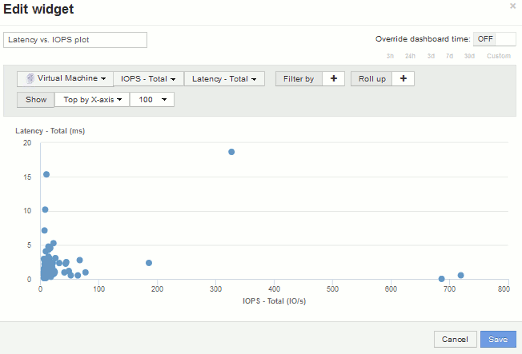 Edit widget
×
Latency vs. IOPS plot
Override dashboard time: OFF
3h 24h 3d 7d 30d Custom
Virtual Machine IOPS - Total Latency - Total Filter by + Roll up +
Show Top by X-axis 100
Latency - Total (ms)
20
15
10
5
0
0 100 200 300 400 500 600 700 800
IOPS - Total (IO/s)
Cancel Save